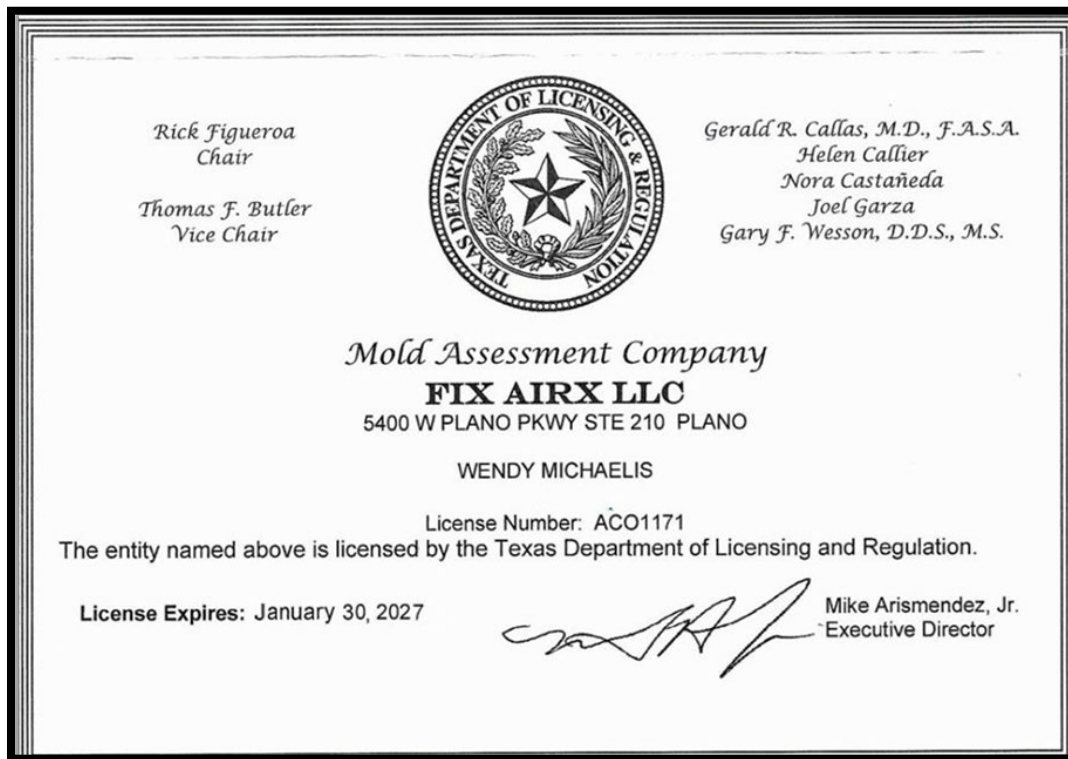 Rick Figueroa
Chair
Thomas F. Butler
Vice Chair
TEXAS DEPARTMENT OF LICENSING & REGULATION
Gerald R. Callas, M.D., F.A.S.A.
Helen Callier
Nora Castañeda
Joel Garza
Gary F. Wesson, D.D.S., M.S.
Mold Assessment Company
FIX AIRX LLC
5400 W PLANO PKWY STE 210 PLANO
WENDY MICHAELIS
License Number: ACO1171
The entity named above is licensed by the Texas Department of Licensing and Regulation.
License Expires: January 30, 2027
Mike Arismendez, Jr.
Executive Director